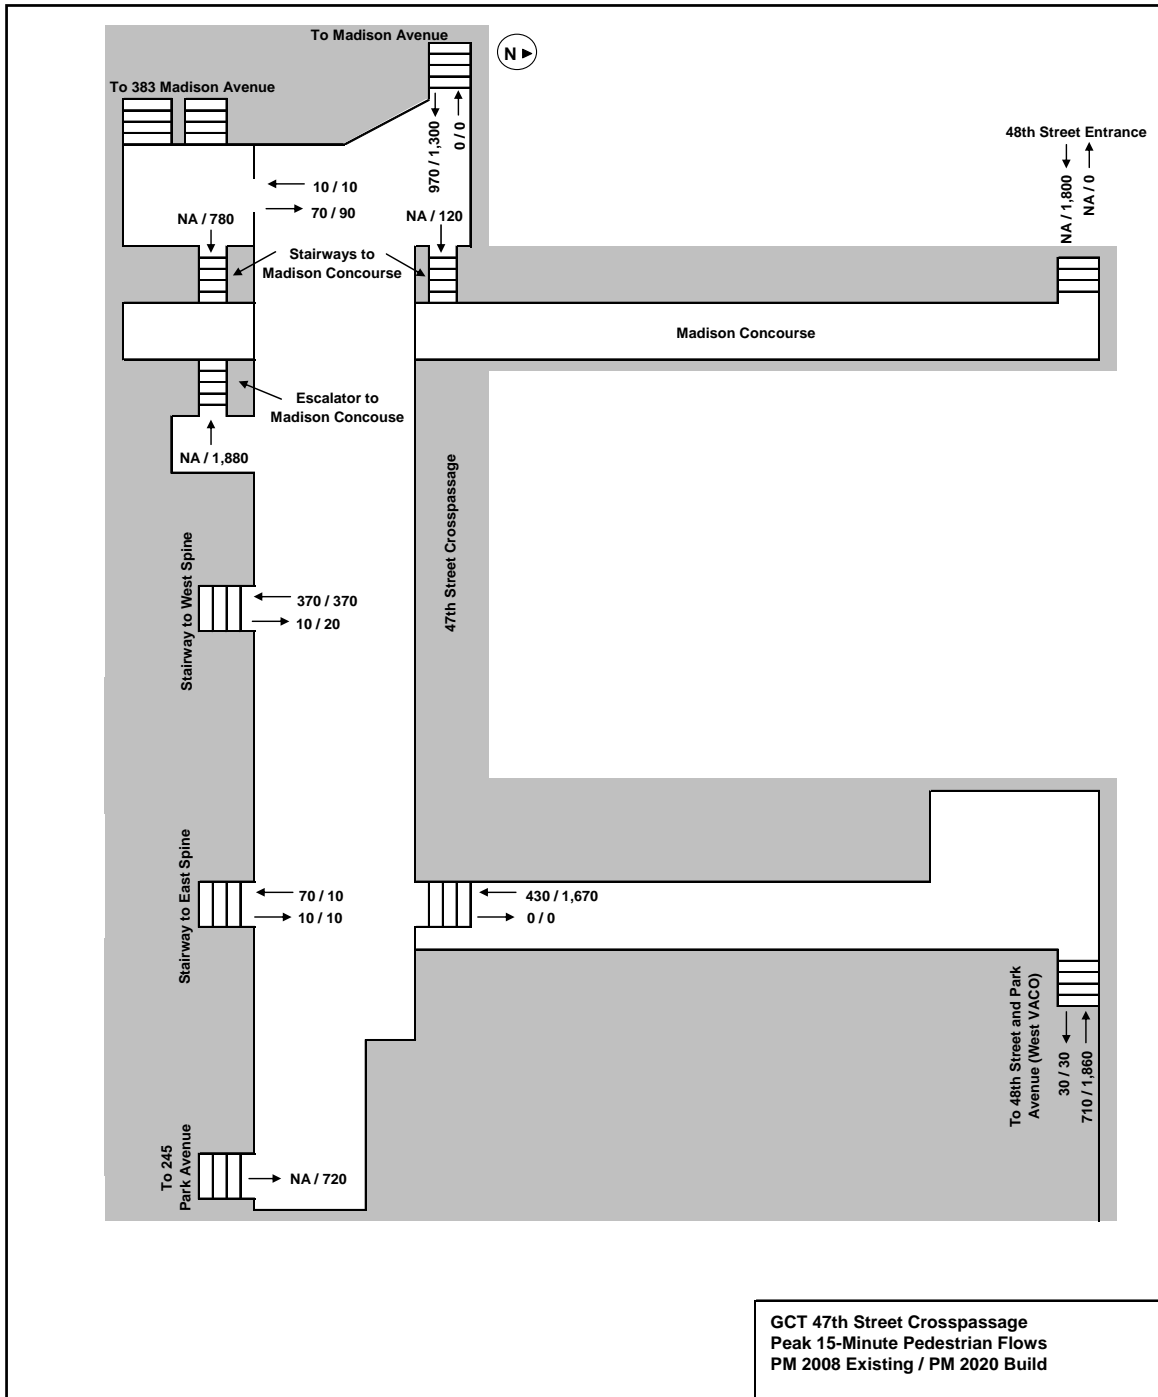 To Madison Avenue
N
To 383 Madison Avenue
970 / 1,300
0 / 0
48th Street Entrance
NA / 1,800
NA / 0
10 / 10
70 / 90
NA / 780
NA / 120
Stairways to
Madison Concourse
Madison Concourse
Escalator to
Madison Concouse
NA / 1,880
47th Street Crosspassage
Stairway to West Spine
370 / 370
10 / 20
Stairway to East Spine
70 / 10
10 / 10
430 / 1,670
0 / 0
To 48th Street and Park
Avenue (West VACO)
30 / 30
710 / 1,860
To 245
Park Avenue
NA / 720
GCT 47th Street Crosspassage
Peak 15-Minute Pedestrian Flows
PM 2008 Existing / PM 2020 Build